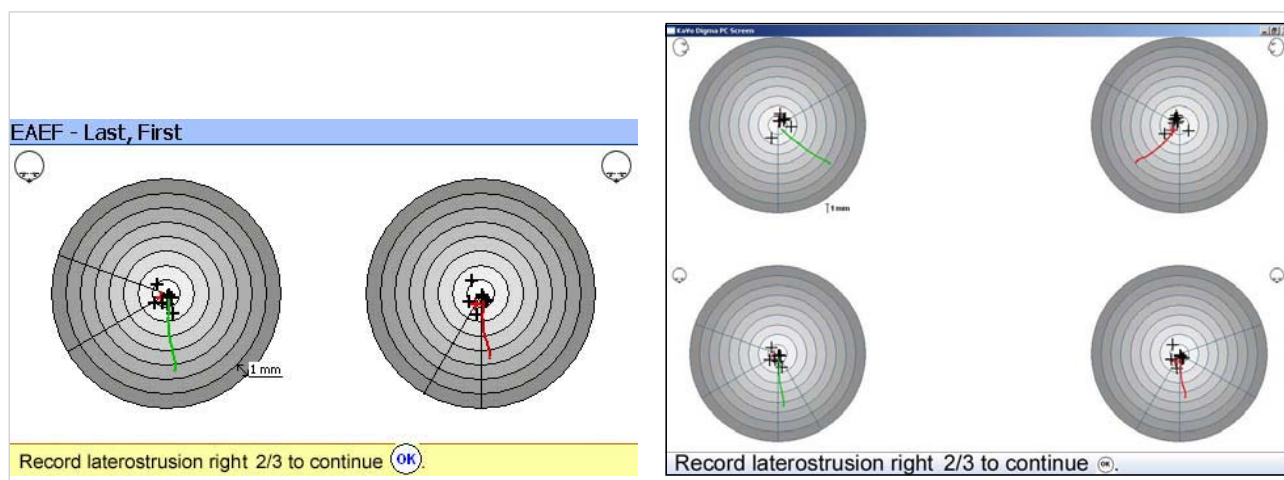 EAEF - Last, First
1 mm
Record laterostrusion right 2/3 to continue OK.
KaVo Digma PC Screen
1 mm
Record laterostrusion right 2/3 to continue OK.